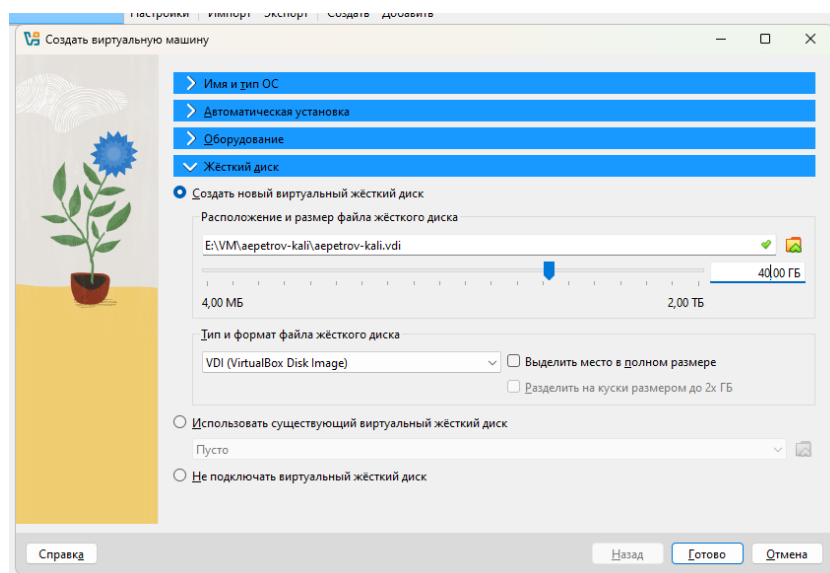 Настройки Импорт Экспорт Создать Добавить
Создать виртуальную машину
Имя и тип ОС
Автоматическая установка
Оборудование
Жёсткий диск
Создать новый виртуальный жёсткий диск
Расположение и размер файла жёсткого диска
E:\VM\aepetrov-kali\aepetrov-kali.vdi
40,00 ГБ
4,00 МБ 2,00 ТБ
Тип и формат файла жёсткого диска
VDI (VirtualBox Disk Image) Выделить место в полном размере
Разделить на куски размером до 2х ГБ
Использовать существующий виртуальный жёсткий диск
Пусто
Не подключать виртуальный жёсткий диск
Справка Назад Готово Отмена